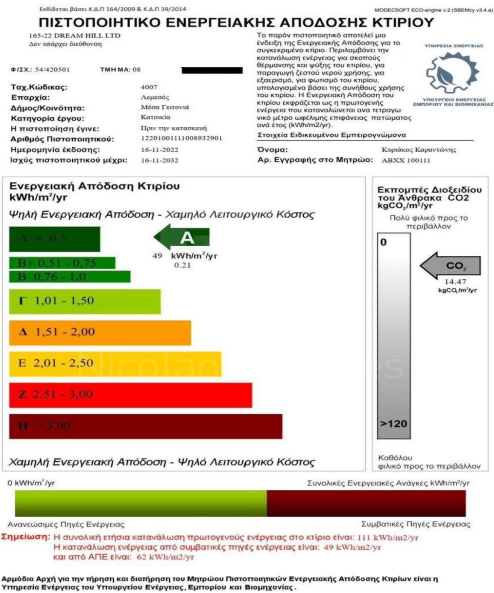 Εκδίδεται βάσει Κ.Δ.Π 164/2009 & Κ.Δ.Π 39/2014
MODECSOFT ECO-engine v.2 (SBEMcy v3.4.a)
ΠΙΣΤΟΠΟΙΗΤΙΚΟ ΕΝΕΡΓΕΙΑΚΗΣ ΑΠΟΔΟΣΗΣ ΚΤΙΡΙΟΥ
165-22 DREAM HILL LTD
Δεν υπάρχει διεύθυνση
Φ/ΣΧ.: 54/420501 ΤΜΗΜΑ: 08
Ταχ.Κώδικας: 4007
Επαρχία: Λεμεσός
Δήμος/Κοινότητα: Μέσα Γειτονιά
Κατηγορία έργου: Κατοικία
Η πιστοποίηση έγινε: Πριν την κατασκευή
Αριθμός Πιστοποιητικού: 12201001111008932901
Ημερομηνία έκδοσης: 16-11-2022
Ισχύς πιστοποιητικού μέχρι: 16-11-2032
Το παρόν πιστοποιητικό αποτελεί μια
ένδειξη της Ενεργειακής Απόδοσης για το
συγκεκριμένο κτίριο. Περιλαμβάνει την
κατανάλωση ενέργειας για σκοπούς
θέρμανσης και ψύξης του κτιρίου, για
παραγωγή ζεστού νερού χρήσης, για
εξαερισμό, για φωτισμό του κτιρίου,
υπολογισμένα βάσει της συνήθους χρήσης
του κτιρίου. Η Ενεργειακή Απόδοση του
κτιρίου εκφράζεται ως η πρωτογενής
ενέργεια που καταναλώνεται ανα τετραγω
νικό μέτρο ωφέλιμης επιφάνειας πατώματος
ανά έτος (kWh/m2/yr).
ΥΠΗΡΕΣΙΑ ΕΝΕΡΓΕΙΑΣ
ΥΠΟΥΡΓΕΙΟ ΕΝΕΡΓΕΙΑΣ
ΕΜΠΟΡΙΟΥ ΚΑΙ ΒΙΟΜΗΧΑΝΙΑΣ
Στοιχεία Ειδικευμένου Εμπειρογνώμονα
Όνομα: Κυριάκος Καραντώνης
Αρ. Εγγραφής στο Μητρώο: ΑΒΧΧ 100111
Ενεργειακή Απόδοση Κτιρίου
kWh/m²/yr
Ψηλή Ενεργειακή Απόδοση - Χαμηλό Λειτουργικό Κόστος
A <= 0.5
A
49 kWh/m²/yr
0.21
B+ 0,51 - 0,75
B 0,76 - 1,0
Γ 1,01 - 1,50
Δ 1,51 - 2,00
Ε 2,01 - 2,50
Ζ 2,51 - 3,00
Η > 3,00
Χαμηλή Ενεργειακή Απόδοση - Ψηλό Λειτουργικό Κόστος
Εκπομπές Διοξειδίου
του Άνθρακα CO2
kgCO₂/m²/yr
Πολύ φιλικό προς το
περιβάλλον
0
CO₂
14.47
kgCO₂/m²/yr
>120
Καθόλου
φιλικό προς το περιβάλλον
0 kWh/m²/yr
Συνολικές Ενεργειακές Ανάγκες kWh/m²/yr
Ανανεώσιμες Πηγές Ενέργειας
Συμβατικές Πηγές Ενέργειας
Σημείωση: Η συνολική ετήσια κατανάλωση πρωτογενούς ενέργειας στο κτίριο είναι: 111 kWh/m2/yr
Η κατανάλωση ενέργειας από συμβατικές πηγές ενέργειας είναι: 49 kWh/m2/yr
και από ΑΠΕ είναι: 62 kWh/m2/yr
Αρμόδια Αρχή για την τήρηση και διατήρηση του Μητρώου Πιστοποιητικών Ενεργειακής Απόδοσης Κτιρίων είναι η
Υπηρεσία Ενέργειας του Υπουργείου Ενέργειας, Εμπορίου και Βιομηχανίας .